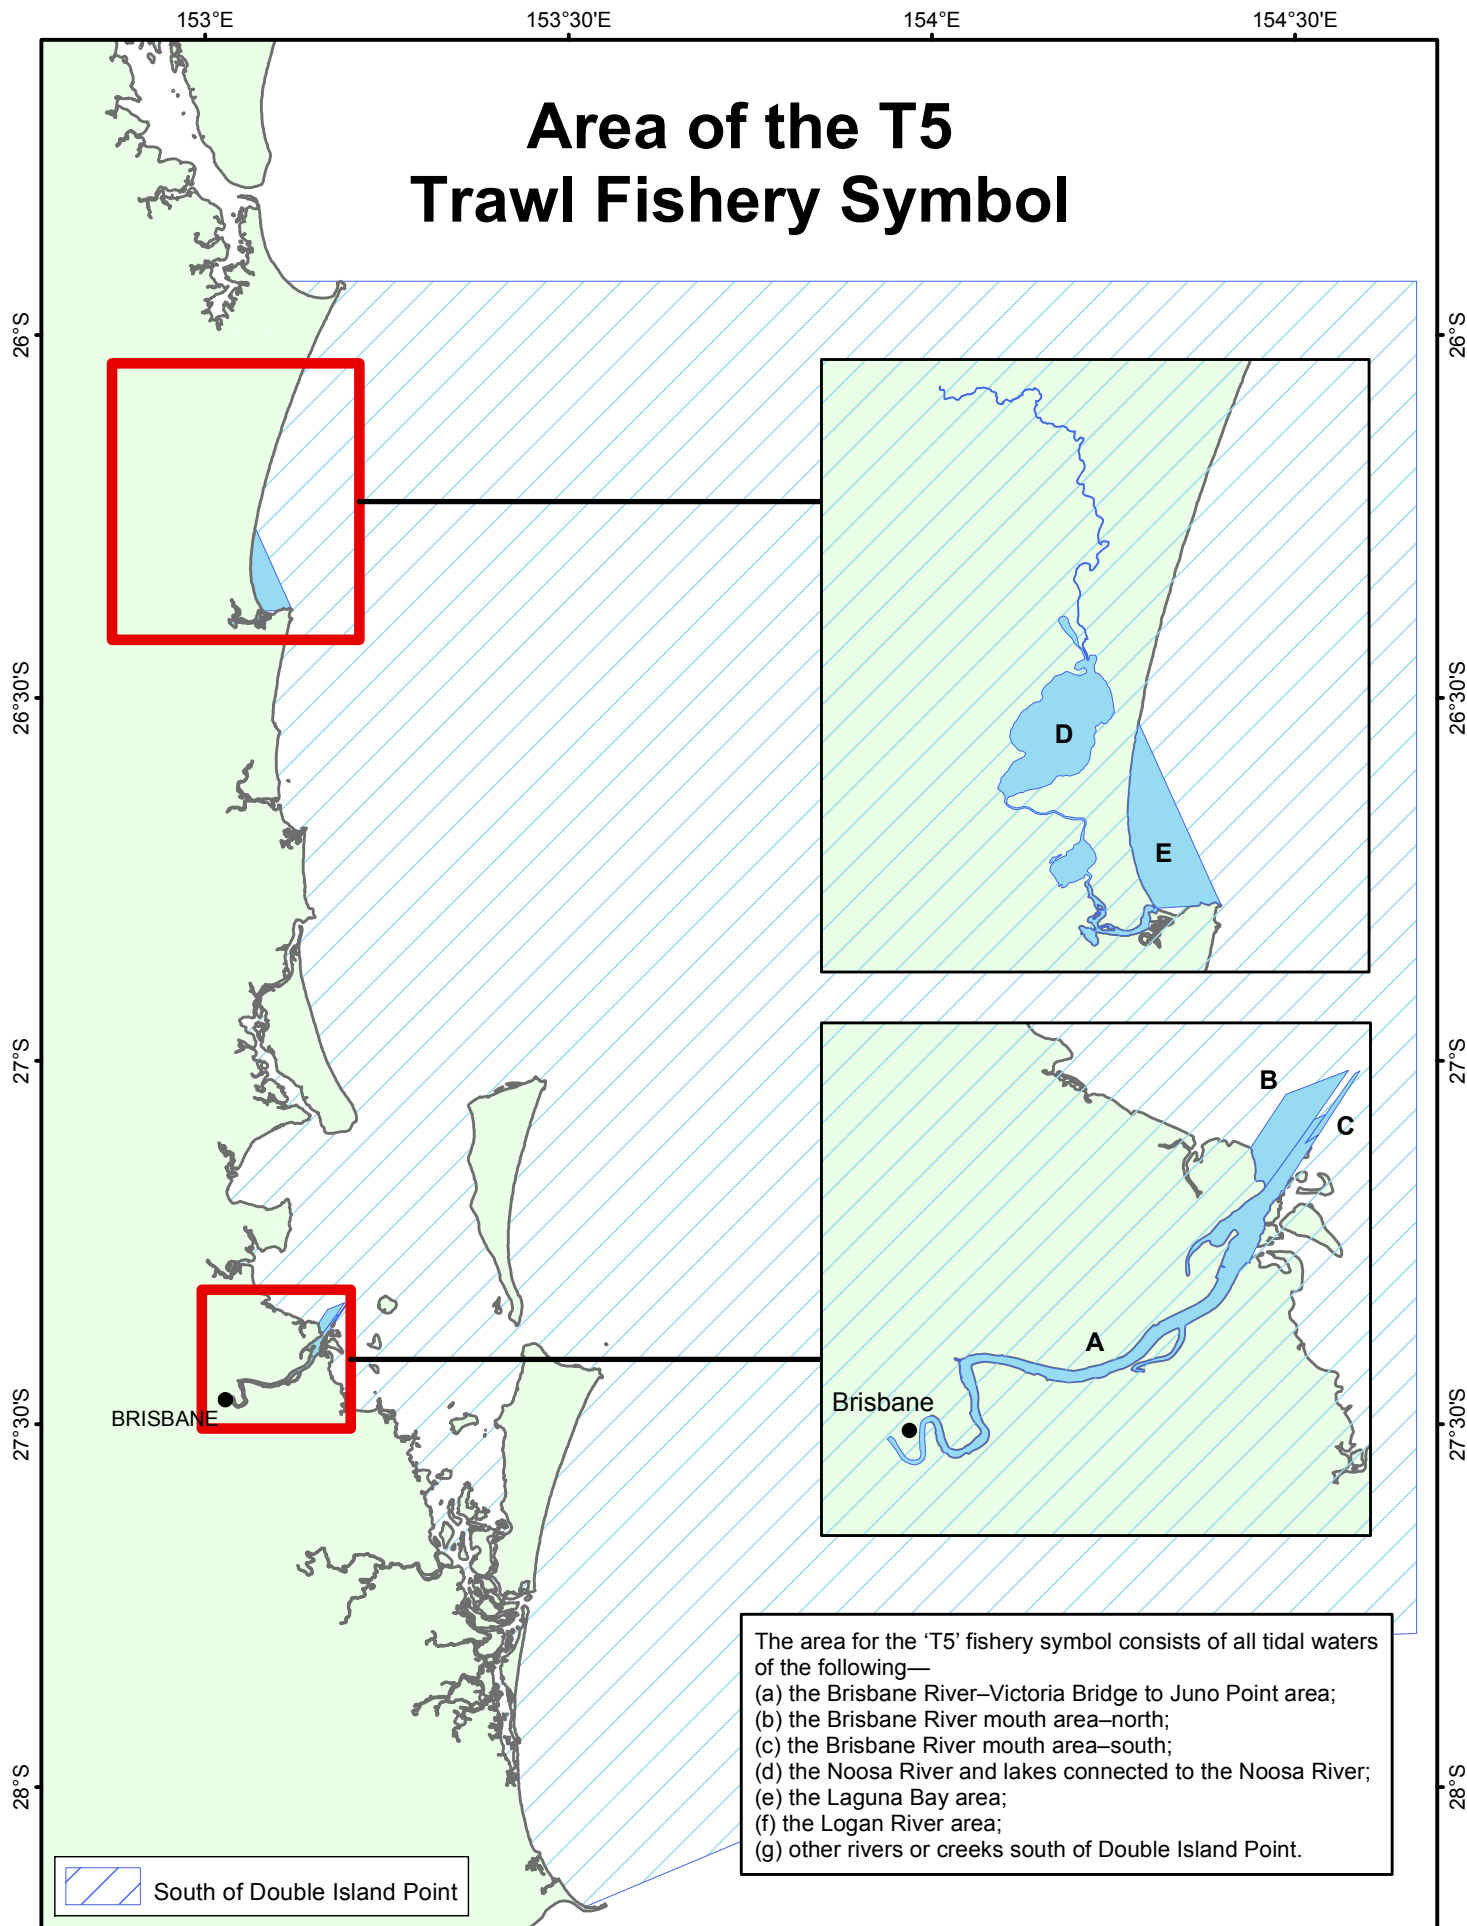 153°E
153°30'E
154°E
154°30'E
Area of the T5
Trawl Fishery Symbol
26°S
26°S
26°30'S
26°30'S
D
E
27°S
27°S
B
C
A
Brisbane
BRISBANE
27°30'S
27°30'S
The area for the ‘T5’ fishery symbol consists of all tidal waters
of the following—
(a) the Brisbane River–Victoria Bridge to Juno Point area;
(b) the Brisbane River mouth area–north;
(c) the Brisbane River mouth area–south;
(d) the Noosa River and lakes connected to the Noosa River;
(e) the Laguna Bay area;
(f) the Logan River area;
(g) other rivers or creeks south of Double Island Point.
28°S
28°S
South of Double Island Point